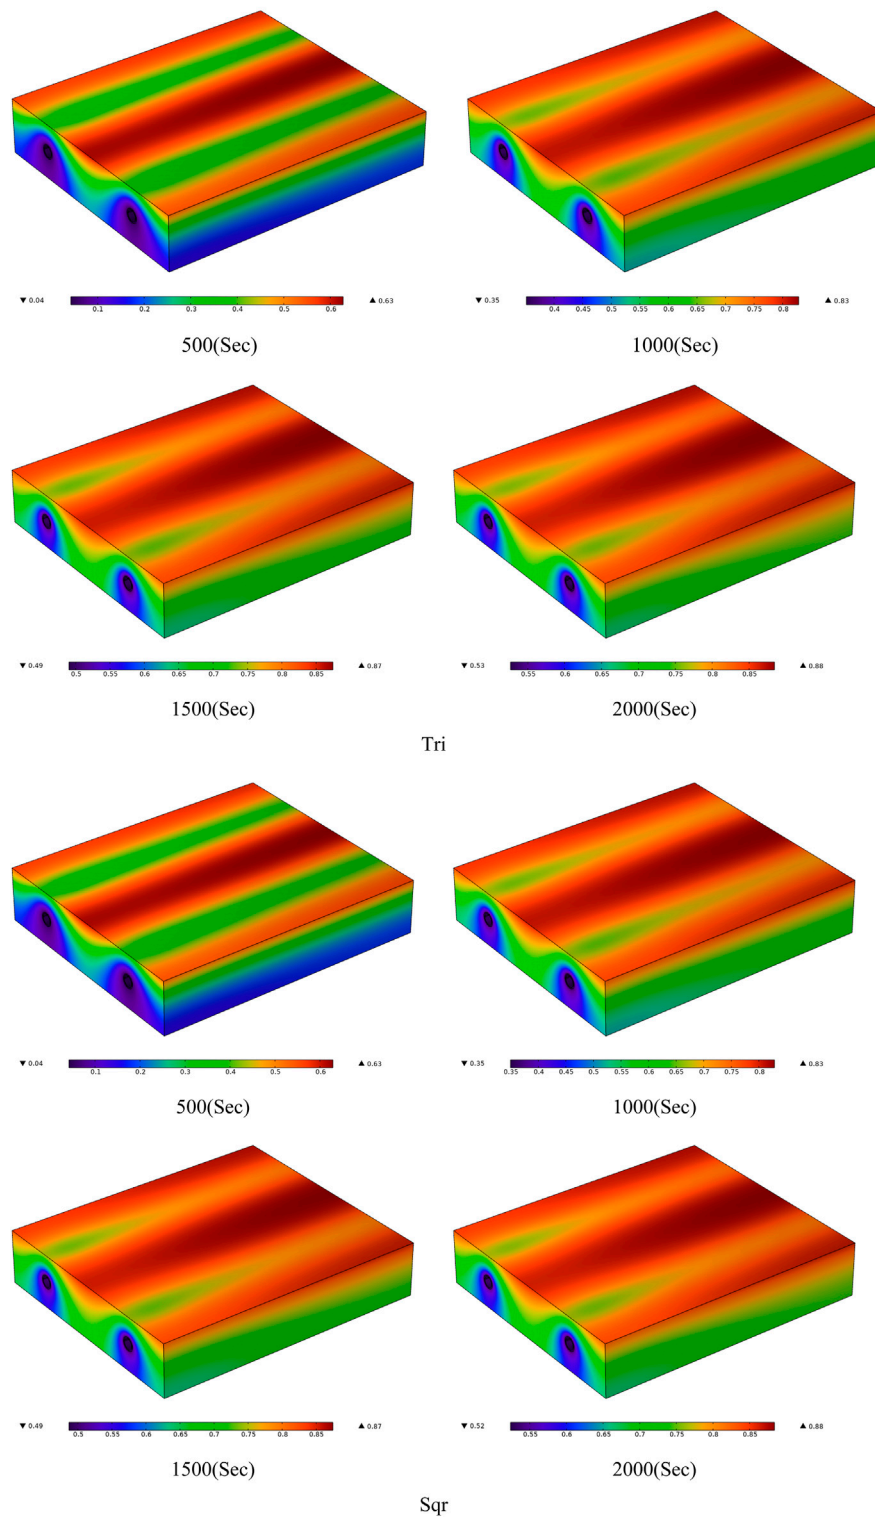 ▼ 0.04 0.1 0.2 0.3 0.4 0.5 0.6 ▲ 0.63
500(Sec)
▼ 0.35 0.4 0.45 0.5 0.55 0.6 0.65 0.7 0.75 0.8 ▲ 0.83
1000(Sec)
▼ 0.49 0.5 0.55 0.6 0.65 0.7 0.75 0.8 0.85 ▲ 0.87
1500(Sec)
▼ 0.53 0.55 0.6 0.65 0.7 0.75 0.8 0.85 ▲ 0.88
2000(Sec)
Tri
▼ 0.04 0.1 0.2 0.3 0.4 0.5 0.6 ▲ 0.63
500(Sec)
▼ 0.35 0.35 0.4 0.45 0.5 0.55 0.6 0.65 0.7 0.75 0.8 ▲ 0.83
1000(Sec)
▼ 0.49 0.5 0.55 0.6 0.65 0.7 0.75 0.8 0.85 ▲ 0.87
1500(Sec)
▼ 0.52 0.55 0.6 0.65 0.7 0.75 0.8 0.85 ▲ 0.88
2000(Sec)
Sqr